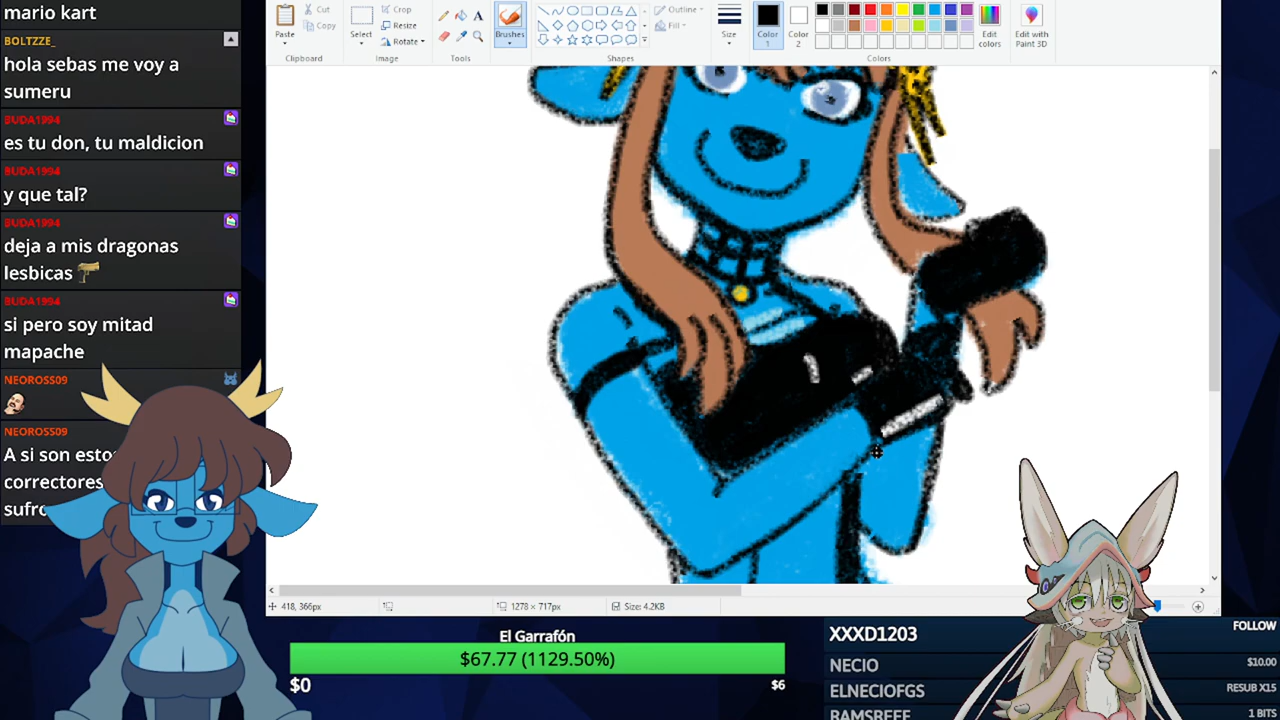 mario kart
BOLTZZE_
hola sebas me voy a
sumeru
BUDA1994
es tu don, tu maldicion
BUDA1994
y que tal?
BUDA1994
deja a mis dragonas
lesbicas
BUDA1994
si pero soy mitad
mapache
NEOROSS09
NEOROSS09
A si son esto
correctores
sufro
Paste
Cut
Copy
Clipboard
Select
Crop
Resize
Rotate
Image
A
Tools
Brushes
Outline
Fill
Shapes
Size
Color
1
Color
2
Edit
colors
Edit with
Paint 3D
Colors
418, 366px
1278 × 717px
Size: 4.2KB
El Garrafón
$67.77 (1129.50%)
$0
$6
XXXD1203
FOLLOW
NECIO
$10.00
ELNECIOFGS
RESUB X15
RAMSREEE
1 BITS